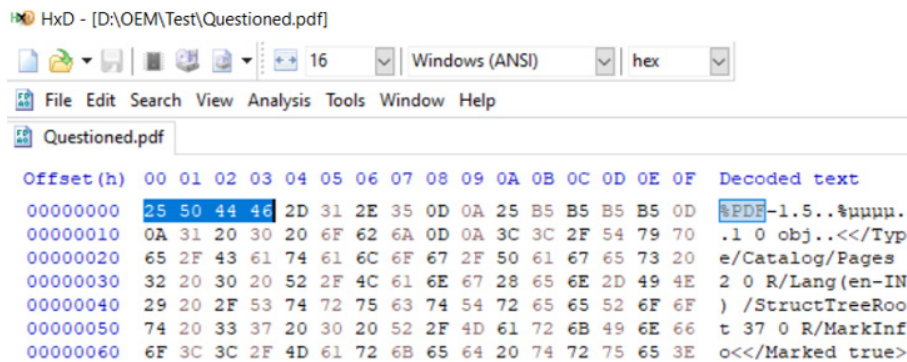 HxD - [D:\OEM\Test\Questioned.pdf]
16 Windows (ANSI) hex
File Edit Search View Analysis Tools Window Help
Questioned.pdf
Offset(h) 00 01 02 03 04 05 06 07 08 09 0A 0B 0C 0D 0E 0F Decoded text
00000000 25 50 44 46 2D 31 2E 35 0D 0A 25 B5 B5 B5 B5 0D %PDF-1.5..%µµµµ.
00000010 0A 31 20 30 20 6F 62 6A 0D 0A 3C 3C 2F 54 79 70 .1 0 obj..<</Typ
00000020 65 2F 43 61 74 61 6C 6F 67 2F 50 61 67 65 73 20 e/Catalog/Pages
00000030 32 20 30 20 52 2F 4C 61 6E 67 28 65 6E 2D 49 4E 2 0 R/Lang(en-IN
00000040 29 20 2F 53 74 72 75 63 74 54 72 65 65 52 6F 6F ) /StructTreeRoo
00000050 74 20 33 37 20 30 20 52 2F 4D 61 72 6B 49 6E 66 t 37 0 R/MarkInf
00000060 6F 3C 3C 2F 4D 61 72 6B 65 64 20 74 72 75 65 3E o<</Marked true>